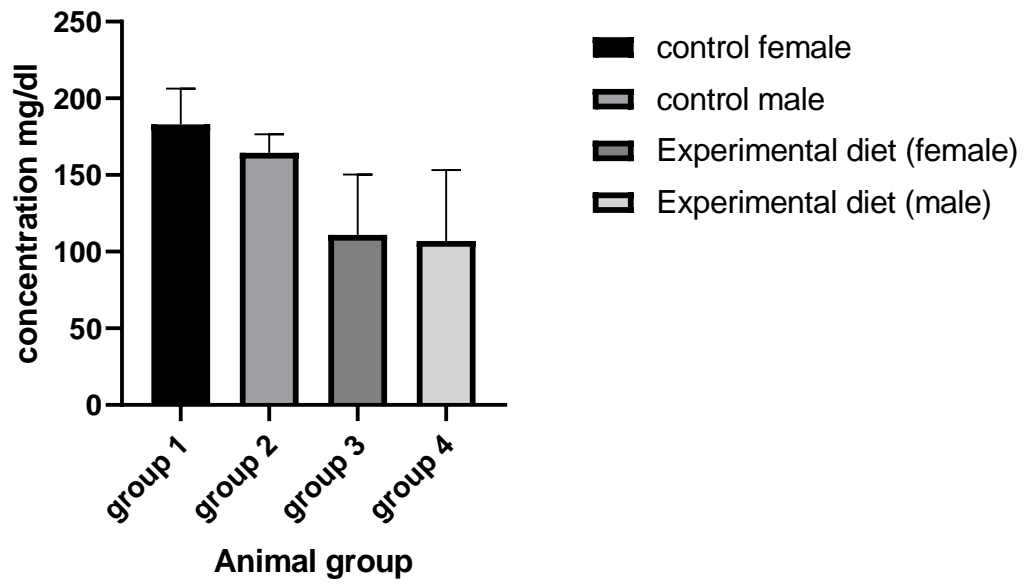 250
200
150
100
50
0
concentration mg/dl
group 1
group 2
group 3
group 4
Animal group
control female
control male
Experimental diet (female)
Experimental diet (male)